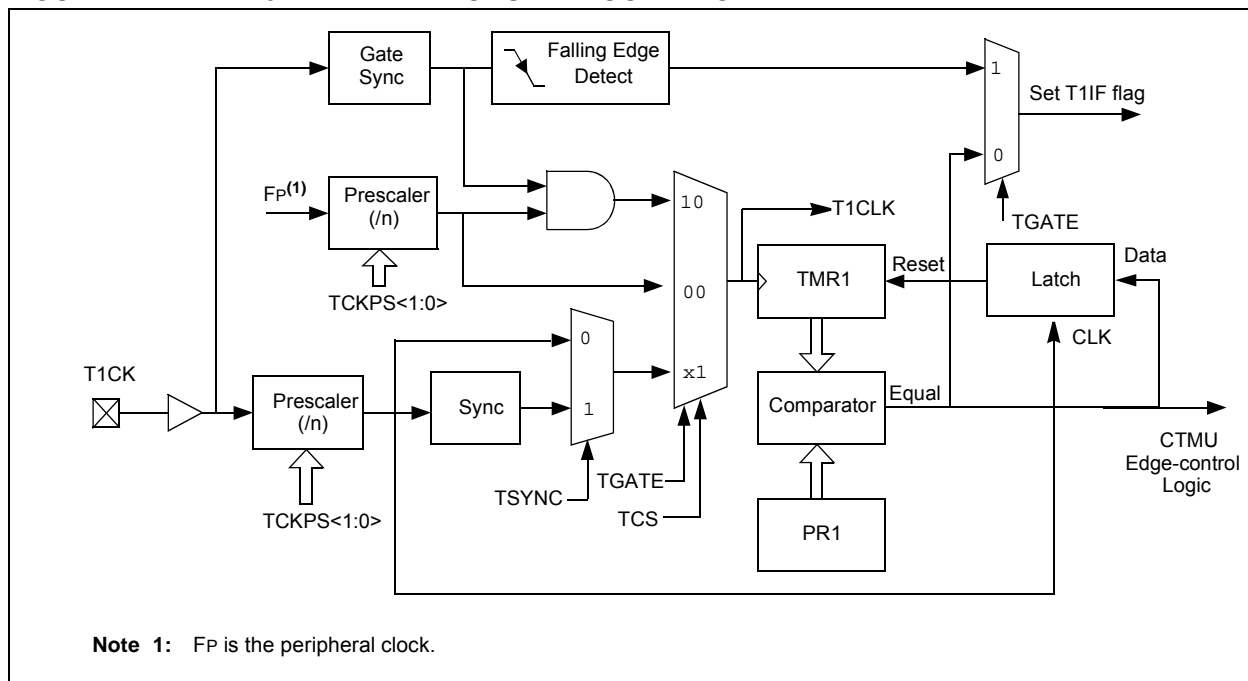 Gate
Sync
Falling Edge
Detect
1
Set T1IF flag
0
TGATE
FP(1)
Prescaler
(/n)
TCKPS<1:0>
10
00
x1
T1CLK
TMR1
Reset
Latch
Data
CLK
0
1
T1CK
Prescaler
(/n)
Sync
TCKPS<1:0>
TSYNC
TGATE
TCS
Comparator
Equal
PR1
CTMU
Edge-control
Logic
Note 1: FP is the peripheral clock.